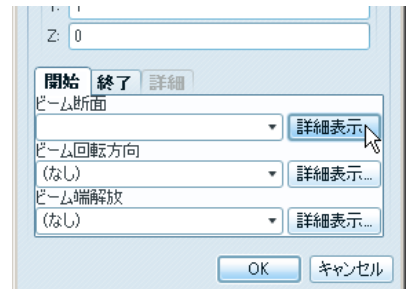 Y: 1
Z: 0
開始 終了 詳細
ビーム断面
詳細表示...
ビーム回転方向
(なし) 詳細表示...
ビーム端解放
(なし) 詳細表示...
OK キャンセル